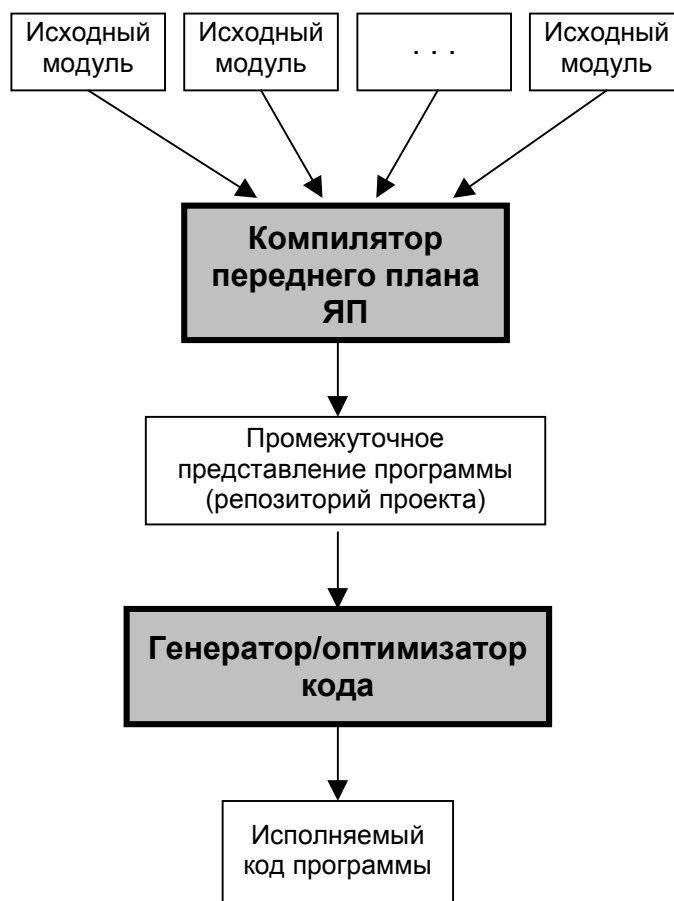 Исходный модуль
Исходный модуль
. . .
Исходный модуль
Компилятор
переднего плана
ЯП
Промежуточное
представление программы
(репозиторий проекта)
Генератор/оптимизатор
кода
Исполняемый
код программы